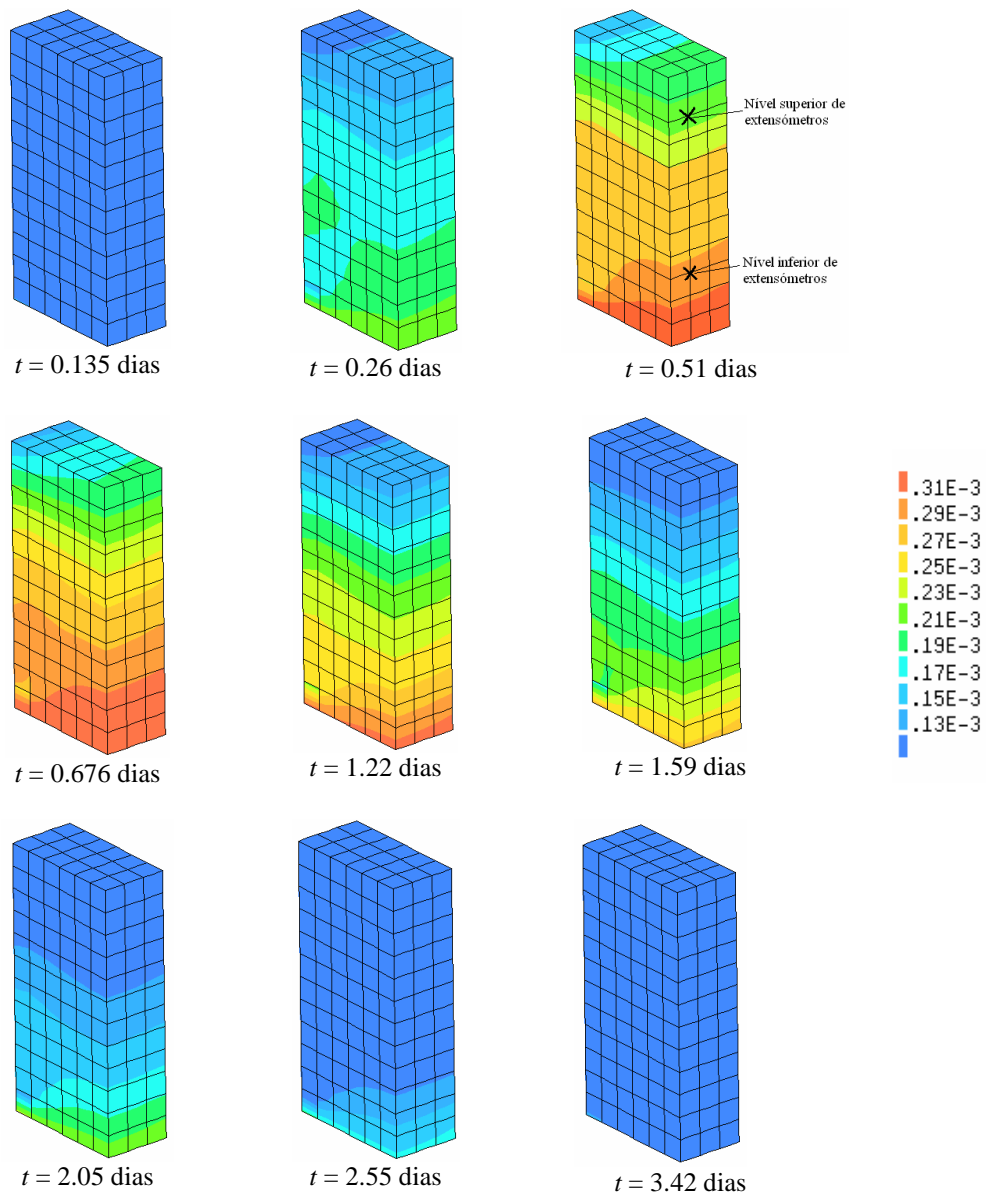 Nível superior de
extensómetros
Nível inferior de
extensómetros
t = 0.135 dias
t = 0.26 dias
t = 0.51 dias
.31E-3
.29E-3
.27E-3
.25E-3
.23E-3
.21E-3
.19E-3
.17E-3
.15E-3
.13E-3
t = 0.676 dias
t = 1.22 dias
t = 1.59 dias
t = 2.05 dias
t = 2.55 dias
t = 3.42 dias